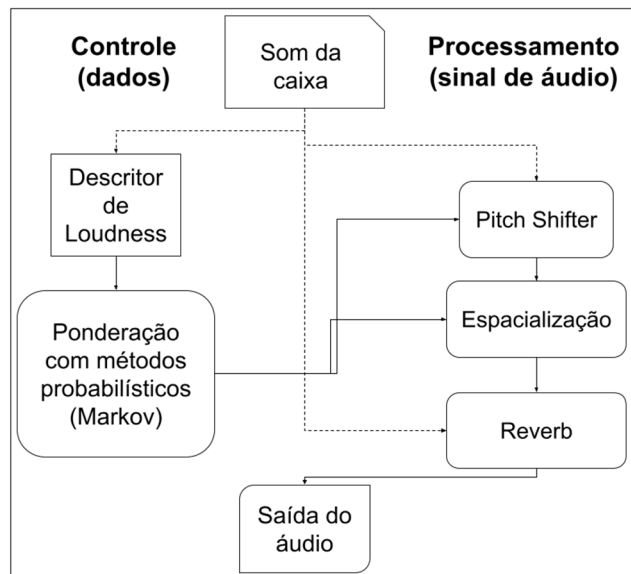 Controle
(dados)
Som da
caixa
Processamento
(sinal de áudio)
Descritor
de
Loudness
Pitch Shifter
Ponderação
com métodos
probabilísticos
(Markov)
Espacialização
Reverb
Saída do
áudio